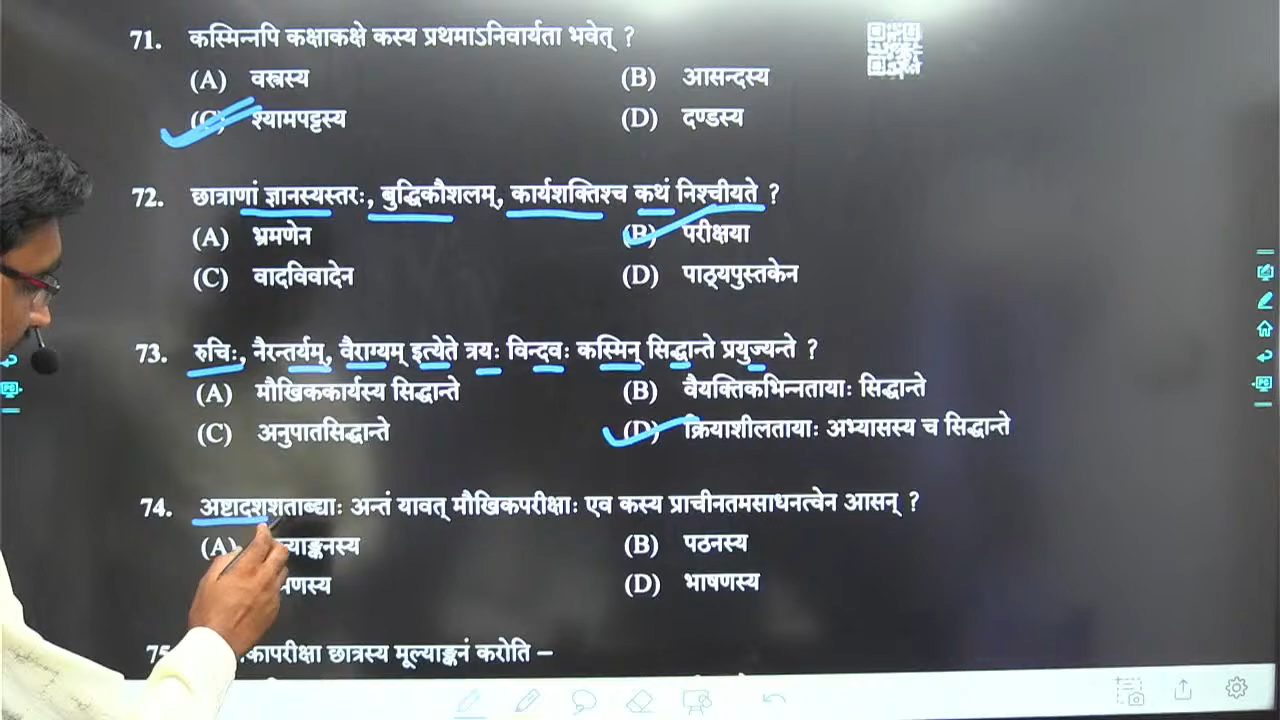 71. कस्मिन्नपि कक्षाकक्षे कस्य प्रथमाऽनिवार्यता भवेत् ?
(A) वस्त्रस्य (B) आसन्दस्य
(C) श्यामपट्टस्य (D) दण्डस्य
72. छात्राणां ज्ञानस्यस्तरः, बुद्धिकौशलम्, कार्यशक्तिश्च कथं निश्चीयते ?
(A) भ्रमणेन (B) परीक्षया
(C) वादविवादेन (D) पाठ्यपुस्तकेन
73. रुचिः, नैरन्तर्यम्, वैराग्यम् इत्येते त्रयः विन्दवः कस्मिन् सिद्धान्ते प्रयुज्यन्ते ?
(A) मौखिककार्यस्य सिद्धान्ते (B) वैयक्तिकभिन्नतायाः सिद्धान्ते
(C) अनुपातसिद्धान्ते (D) क्रियाशीलतायाः अभ्यासस्य च सिद्धान्ते
74. अष्टादशशताब्द्याः अन्तं यावत् मौखिकपरीक्षाः एव कस्य प्राचीनतमसाधनत्वेन आसन् ?
(A) (B) पठनस्य
(D) भाषणस्य
छात्रस्य मूल्याङ्कनं करोति –